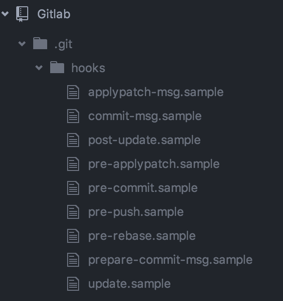 Gitlab
.git
hooks
applypatch-msg.sample
commit-msg.sample
post-update.sample
pre-applypatch.sample
pre-commit.sample
pre-push.sample
pre-rebase.sample
prepare-commit-msg.sample
update.sample